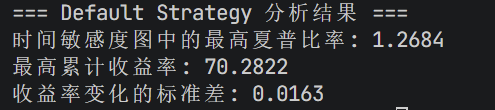 === Default Strategy 分析结果 ===
时间敏感度图中的最高夏普比率: 1.2684
最高累计收益率: 70.2822
收益率变化的标准差: 0.0163